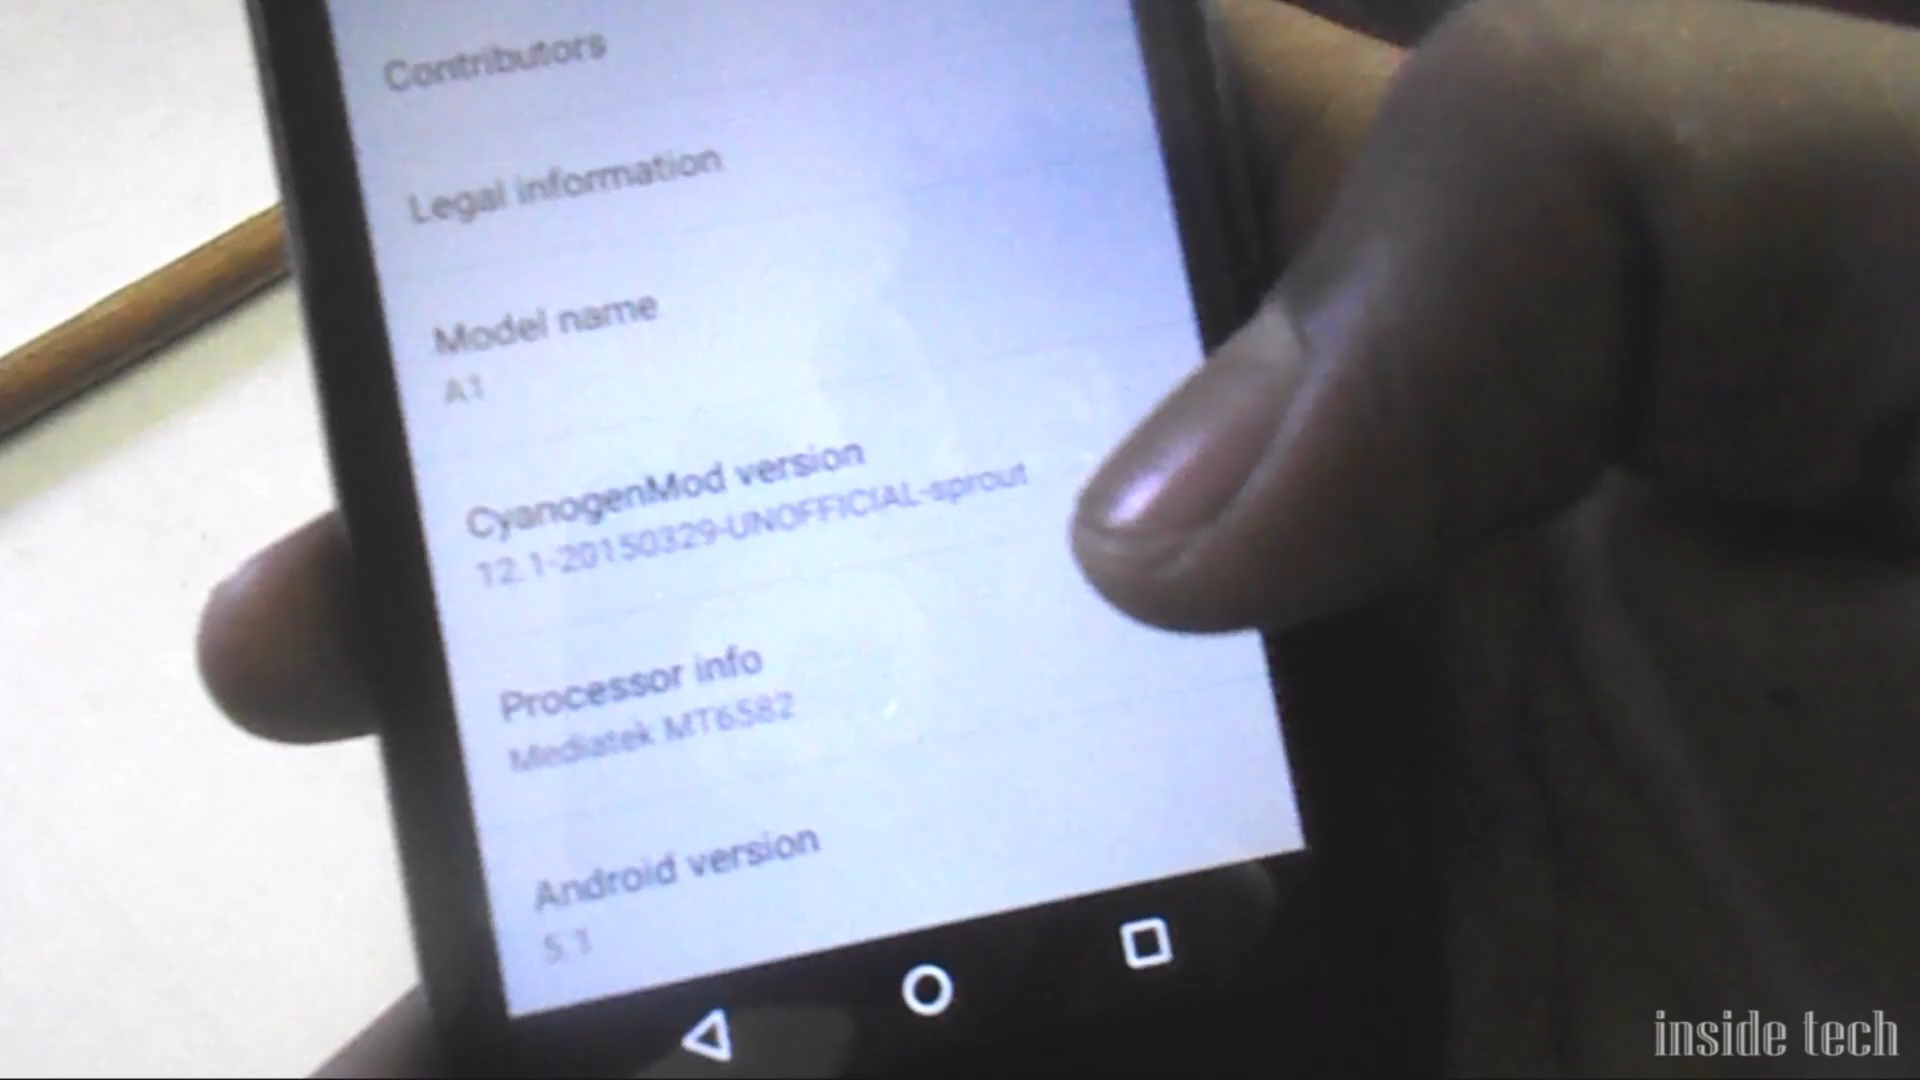 Contributors
Legal information
Model name
A1
CyanogenMod version
12.1-20150329-UNOFFICIAL-sprout
Processor info
Mediatek MT6582
Android version
5.1
inside tech